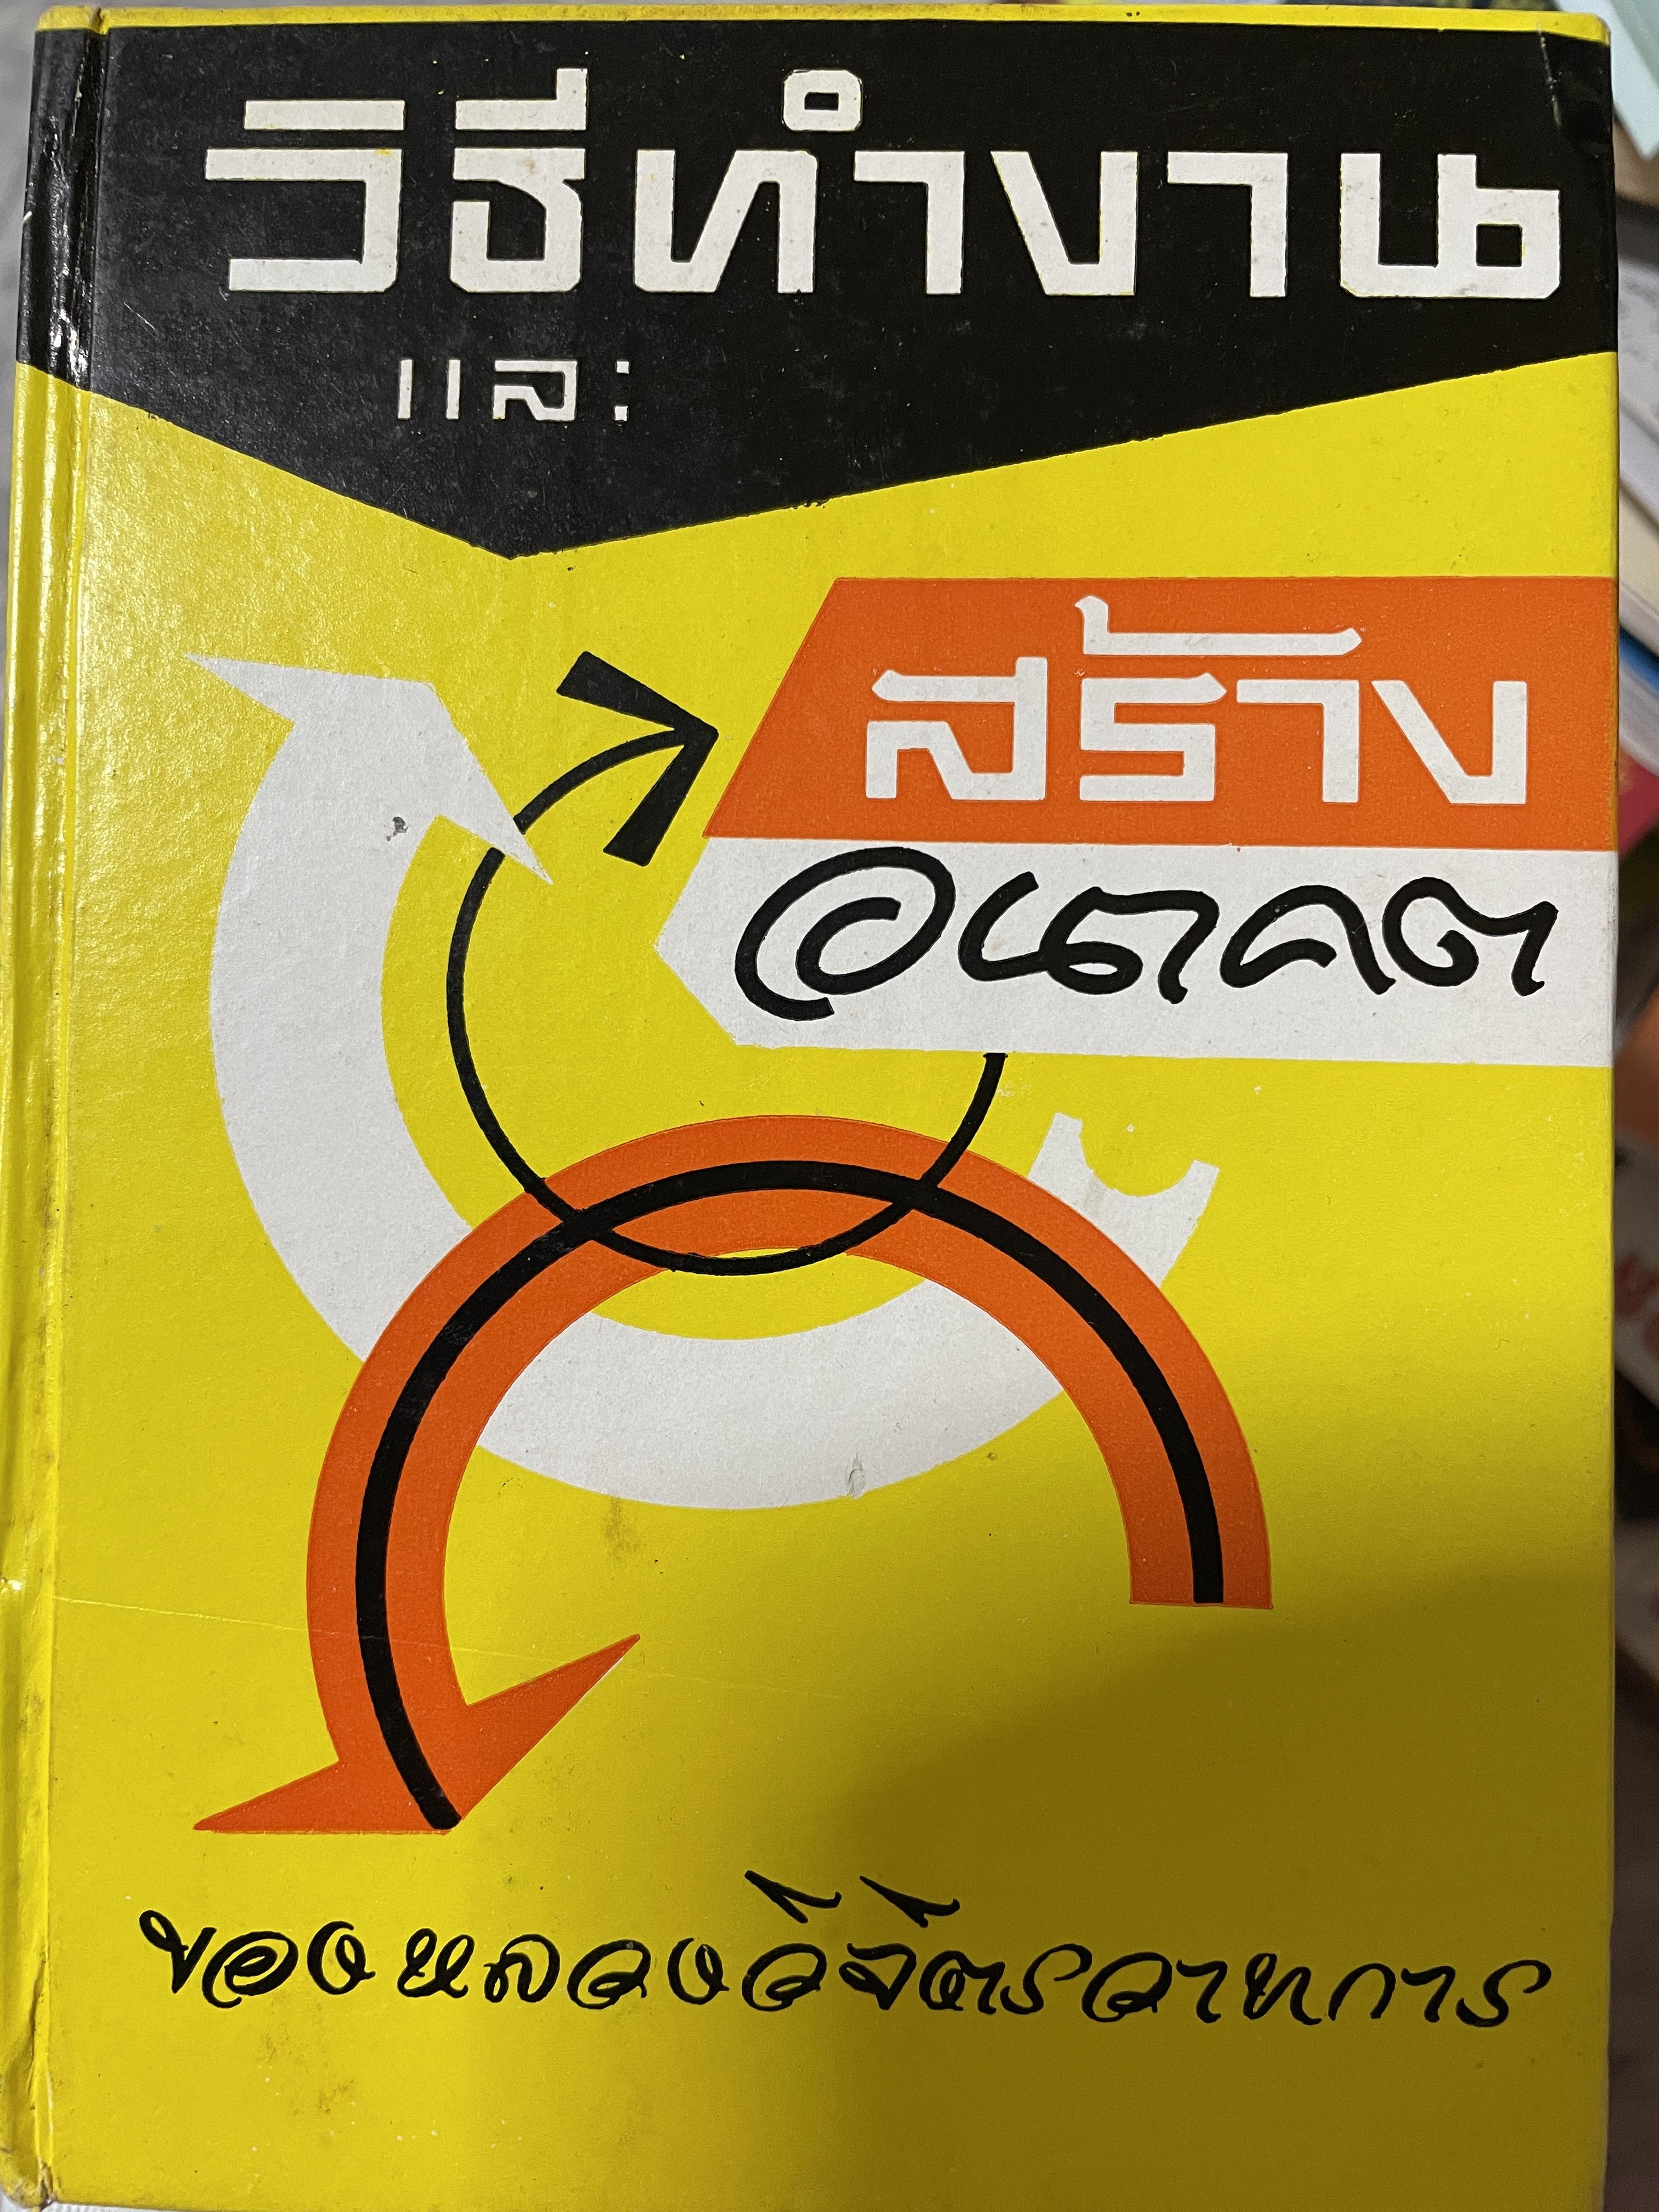 วิธีทำงาน
และ
สร้าง
อนาคต
ของหลวงวิจิตรวาทการ